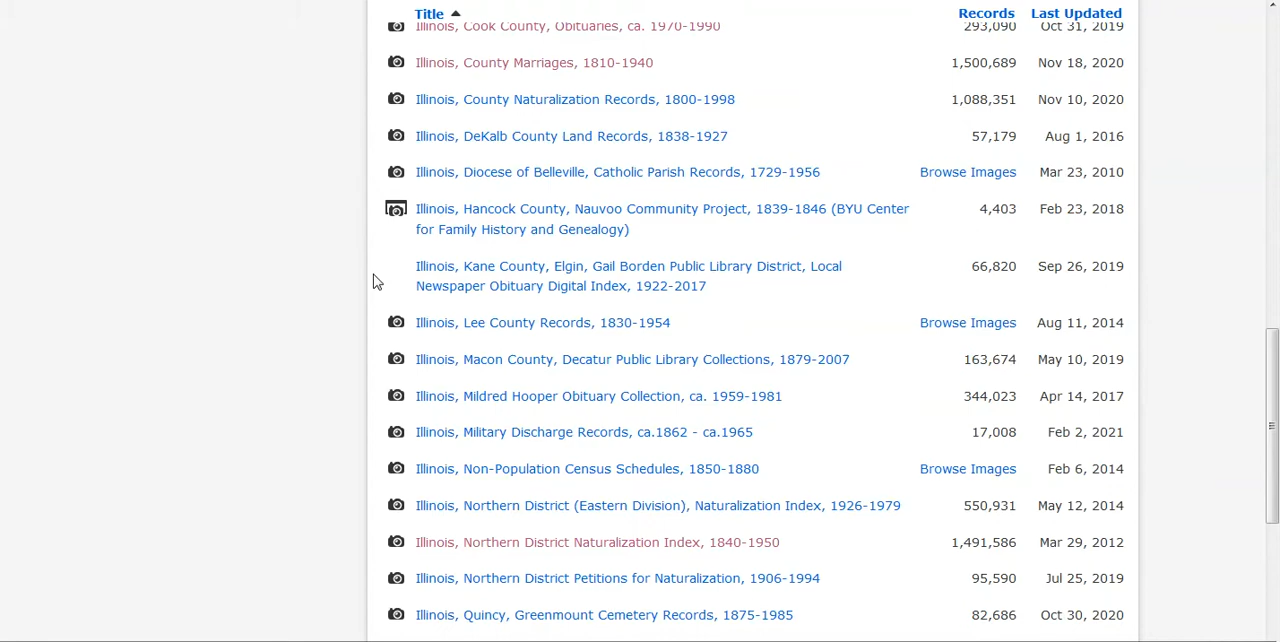 Title Records Last Updated
Illinois, Cook County, Obituaries, ca. 1970-1990 293,090 Oct 31, 2019
Illinois, County Marriages, 1810-1940 1,500,689 Nov 18, 2020
Illinois, County Naturalization Records, 1800-1998 1,088,351 Nov 10, 2020
Illinois, DeKalb County Land Records, 1838-1927 57,179 Aug 1, 2016
Illinois, Diocese of Belleville, Catholic Parish Records, 1729-1956 Browse Images Mar 23, 2010
Illinois, Hancock County, Nauvoo Community Project, 1839-1846 (BYU Center 4,403 Feb 23, 2018
for Family History and Genealogy)
Illinois, Kane County, Elgin, Gail Borden Public Library District, Local 66,820 Sep 26, 2019
Newspaper Obituary Digital Index, 1922-2017
Illinois, Lee County Records, 1830-1954 Browse Images Aug 11, 2014
Illinois, Macon County, Decatur Public Library Collections, 1879-2007 163,674 May 10, 2019
Illinois, Mildred Hooper Obituary Collection, ca. 1959-1981 344,023 Apr 14, 2017
Illinois, Military Discharge Records, ca.1862 - ca.1965 17,008 Feb 2, 2021
Illinois, Non-Population Census Schedules, 1850-1880 Browse Images Feb 6, 2014
Illinois, Northern District (Eastern Division), Naturalization Index, 1926-1979 550,931 May 12, 2014
Illinois, Northern District Naturalization Index, 1840-1950 1,491,586 Mar 29, 2012
Illinois, Northern District Petitions for Naturalization, 1906-1994 95,590 Jul 25, 2019
Illinois, Quincy, Greenmount Cemetery Records, 1875-1985 82,686 Oct 30, 2020